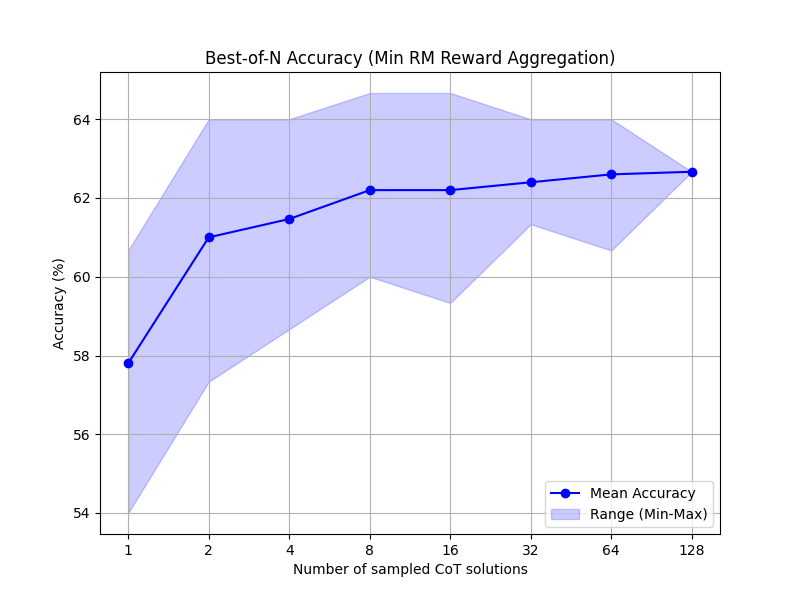 Best-of-N Accuracy (Min RM Reward Aggregation)
Accuracy (%)
64
62
60
58
56
54
Mean Accuracy
Range (Min-Max)
1 2 4 8 16 32 64 128
Number of sampled CoT solutions